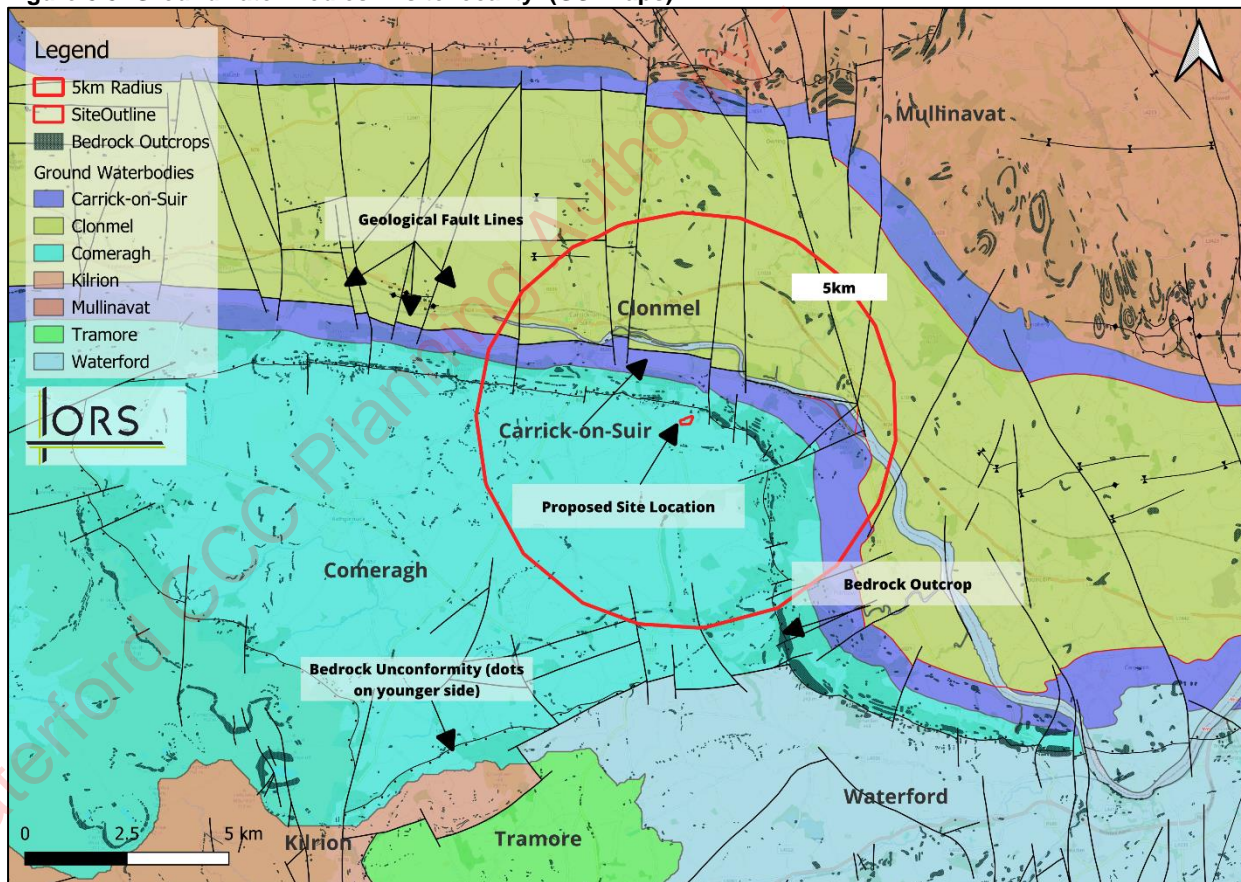 Legend
5km Radius
SiteOutline
Bedrock Outcrops
Ground Waterbodies
Carrick-on-Suir
Clonmel
Comeragh
Kilrion
Mullinavat
Tramore
Waterford
ORS
Mullinavat
Geological Fault Lines
5km
Clonmel
Carrick-on-Suir
Proposed Site Location
Comeragh
Bedrock Outcrop
Bedrock Unconformity (dots
on younger side)
Waterford
Tramore
Kilrion
0 2.5 5 km
Waterford CCC Planning Authority